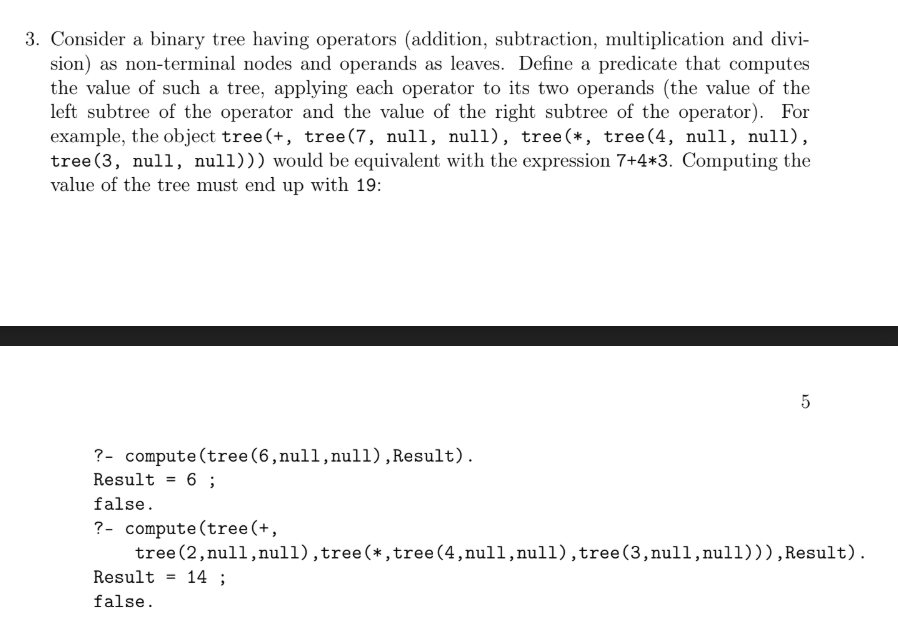 3. Consider a binary tree having operators (addition, subtraction, multiplication and divi-
sion) as non-terminal nodes and operands as leaves. Define a predicate that computes
the value of such a tree, applying each operator to its two operands (the value of the
left subtree of the operator and the value of the right subtree of the operator). For
example, the object tree(+, tree(7, null, null), tree(*, tree(4, null, null),
tree(3, null, null))) would be equivalent with the expression 7+4*3. Computing the
value of the tree must end up with 19:
5
?- compute(tree(6,null,null),Result).
Result = 6 ;
false.
?- compute(tree(+,
tree(2,null,null),tree(*,tree(4,null,null),tree(3,null,null))),Result).
Result = 14 ;
false.